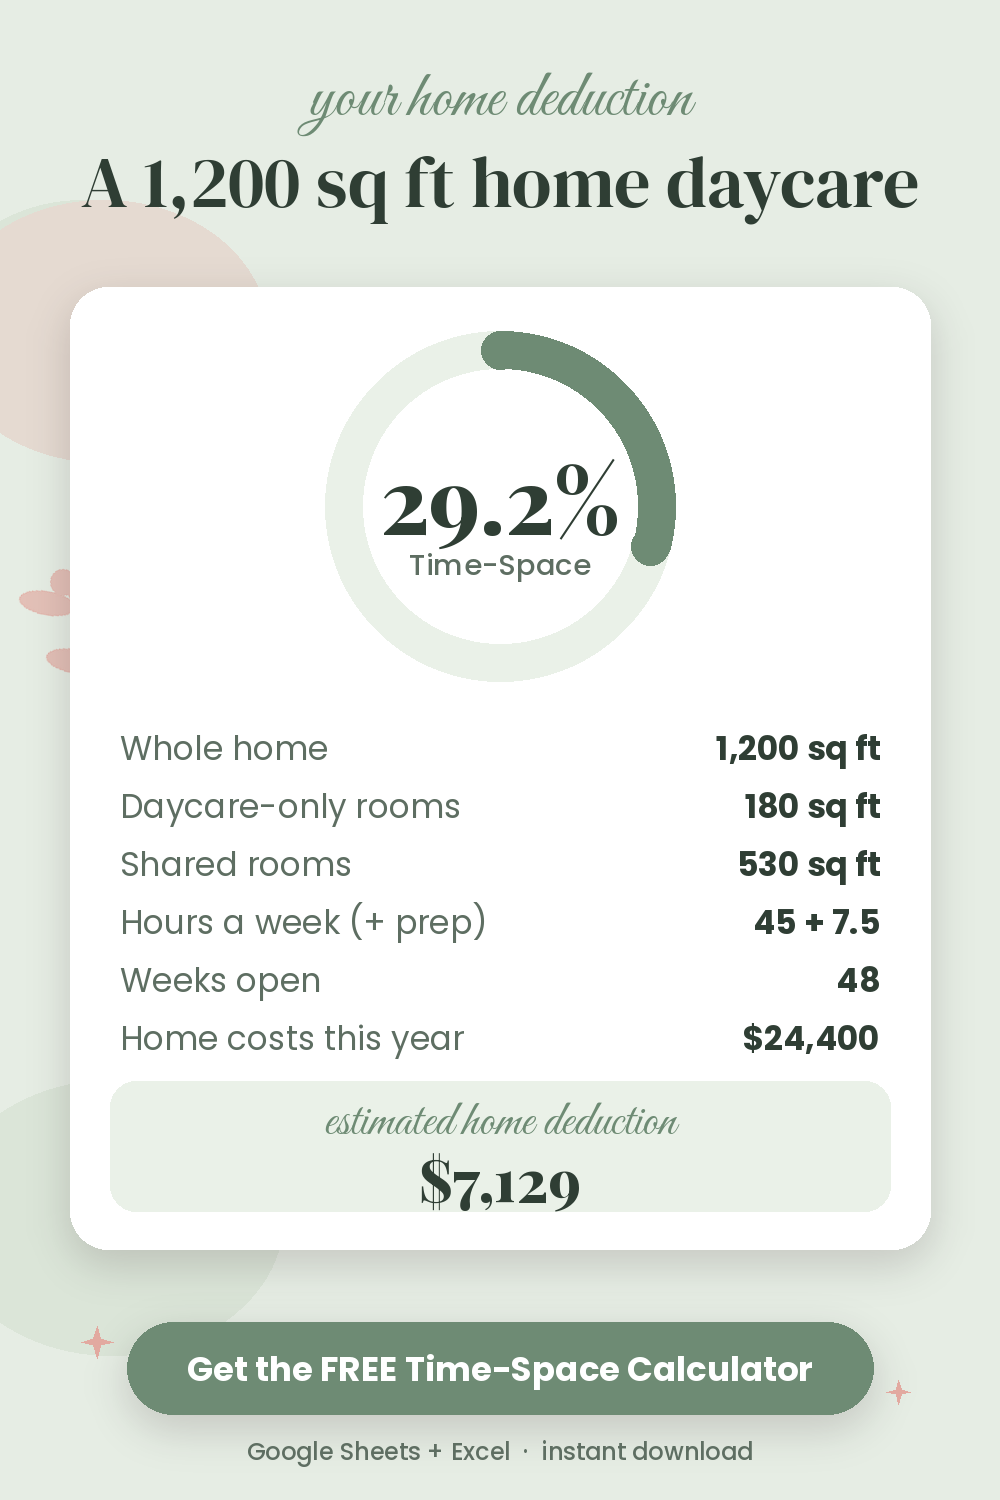 your home deduction
A 1,200 sq ft home daycare
29.2%
Time-Space
Whole home 1,200 sq ft
Daycare-only rooms 180 sq ft
Shared rooms 530 sq ft
Hours a week (+ prep) 45 + 7.5
Weeks open 48
Home costs this year $24,400
estimated home deduction
$7,129
Get the FREE Time-Space Calculator
Google Sheets + Excel · instant download